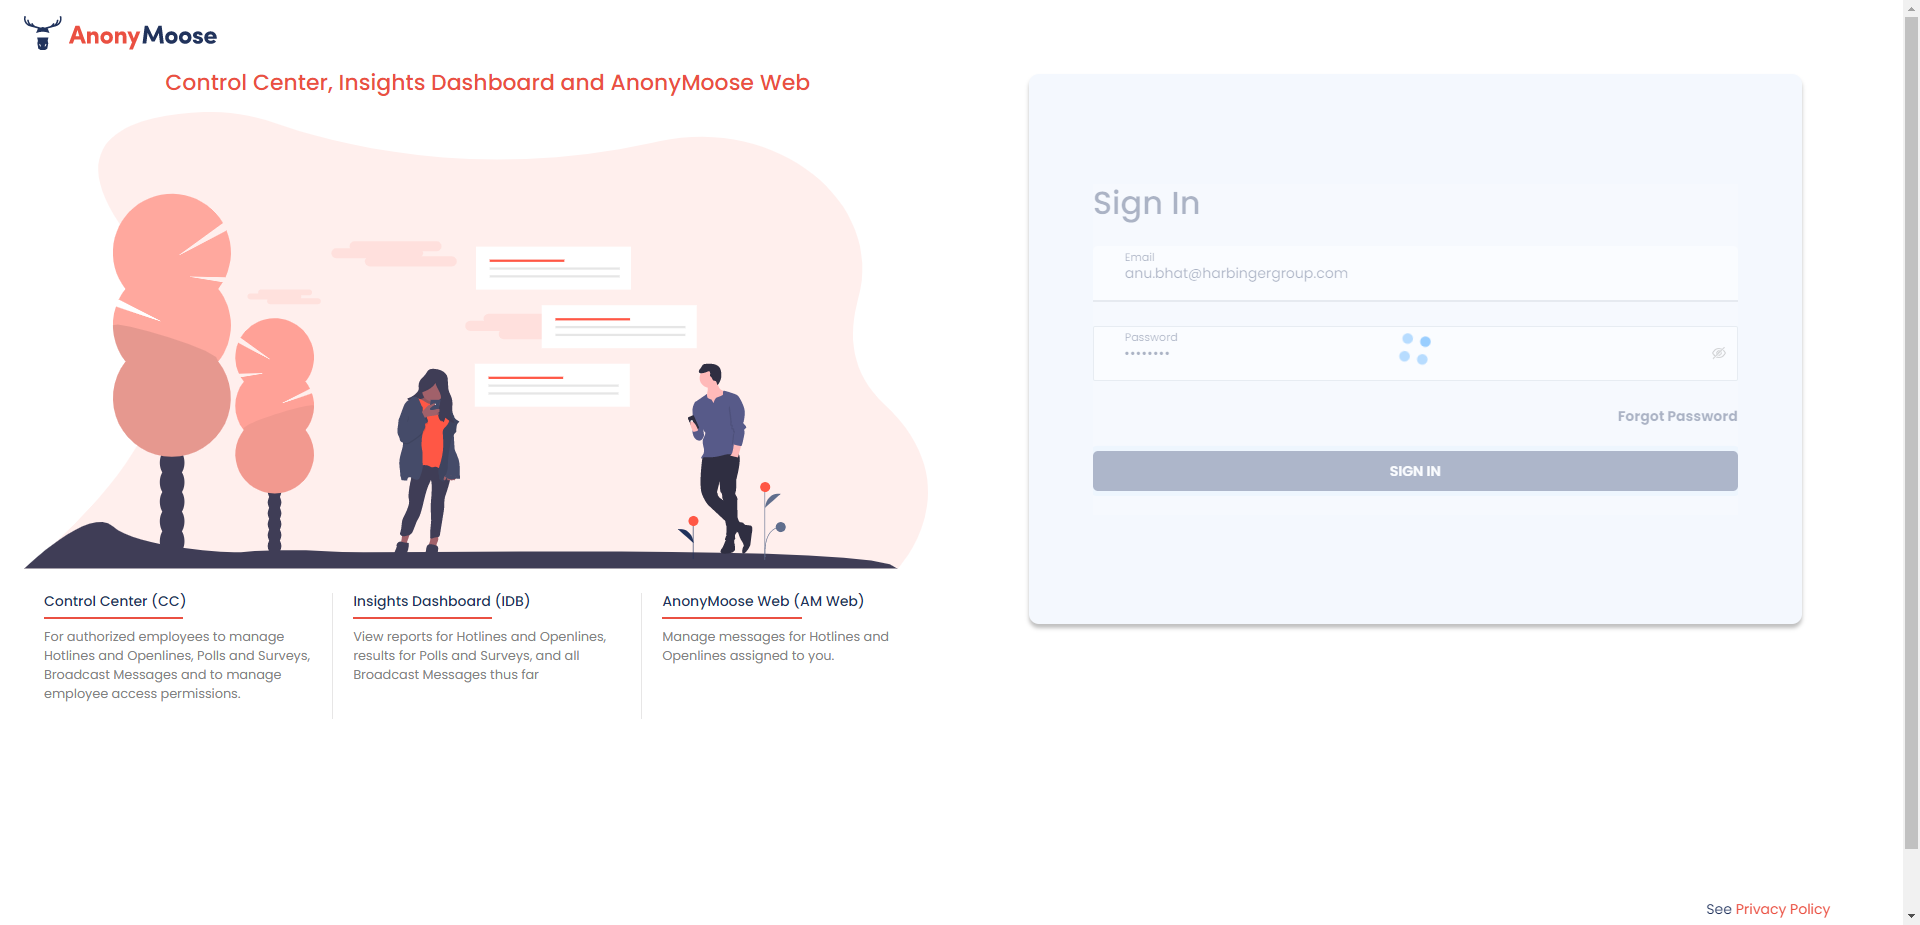 AnonyMoose
Control Center, Insights Dashboard and AnonyMoose Web
Control Center (CC)
For authorized employees to manage
Hotlines and Openlines, Polls and Surveys,
Broadcast Messages and to manage
employee access permissions.
Insights Dashboard (IDB)
View reports for Hotlines and Openlines,
results for Polls and Surveys, and all
Broadcast Messages thus far
AnonyMoose Web (AM Web)
Manage messages for Hotlines and
Openlines assigned to you.
Sign In
Email
anu.bhat@harbingergroup.com
Password
••••••••
Forgot Password
SIGN IN
See Privacy Policy